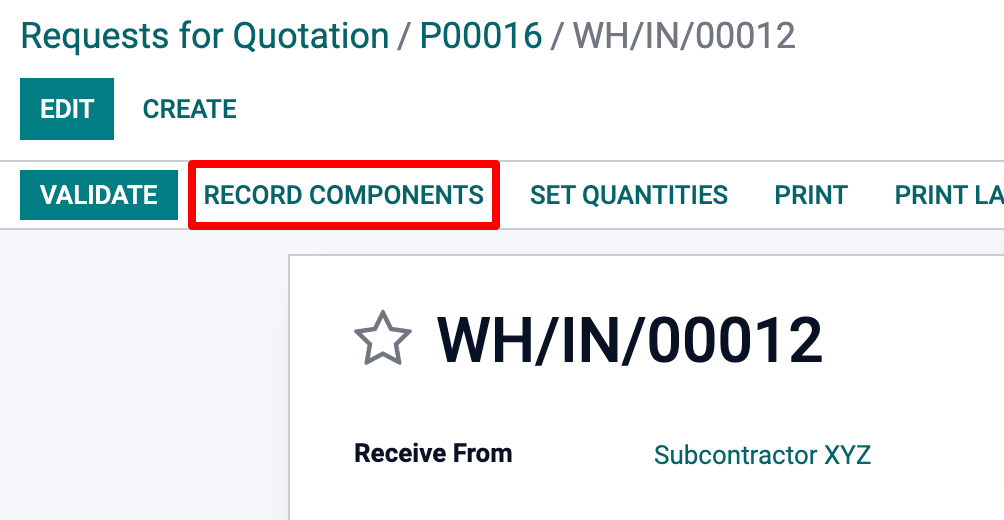 Requests for Quotation / P00016 / WH/IN/00012
EDIT CREATE
VALIDATE RECORD COMPONENTS SET QUANTITIES PRINT PRINT LA
WH/IN/00012
Receive From Subcontractor XYZ